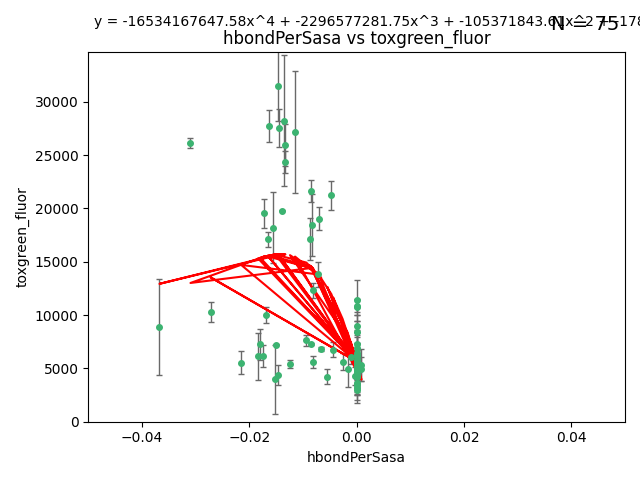 y = -16534167647.58x^4 + -2296577281.75x^3 + -105371843.61x^2 + -178
N = 75
hbondPerSasa vs toxgreen_fluor
30000
25000
20000
15000
10000
5000
0
toxgreen_fluor
−0.04 −0.02 0.00 0.02 0.04
hbondPerSasa